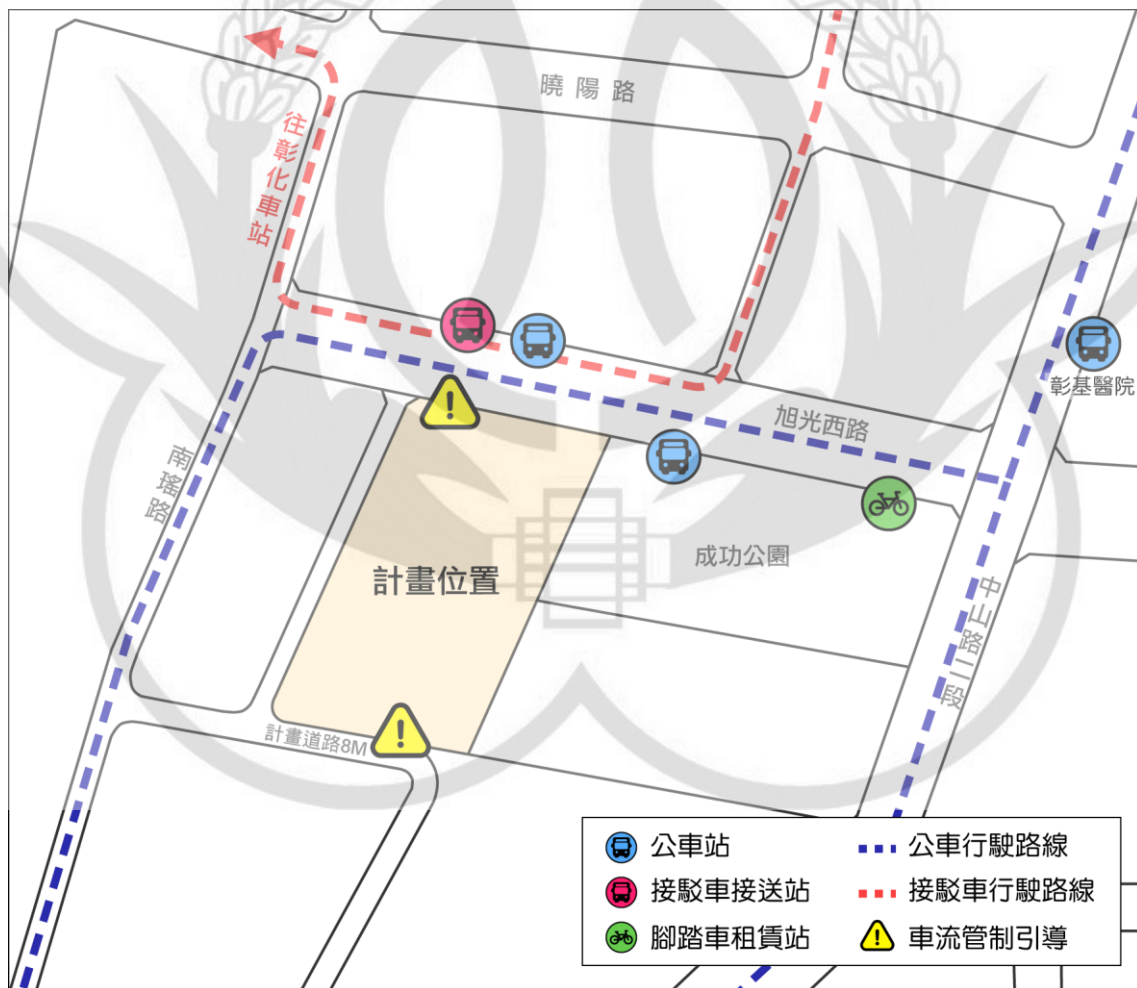 曉陽路
往彰化車站
彰基醫院
旭光西路
南瑤路
成功公園
計畫位置
中山路二段
計畫道路8M
公車站
公車行駛路線
接駁車接送站
接駁車行駛路線
腳踏車租賃站
車流管制引導